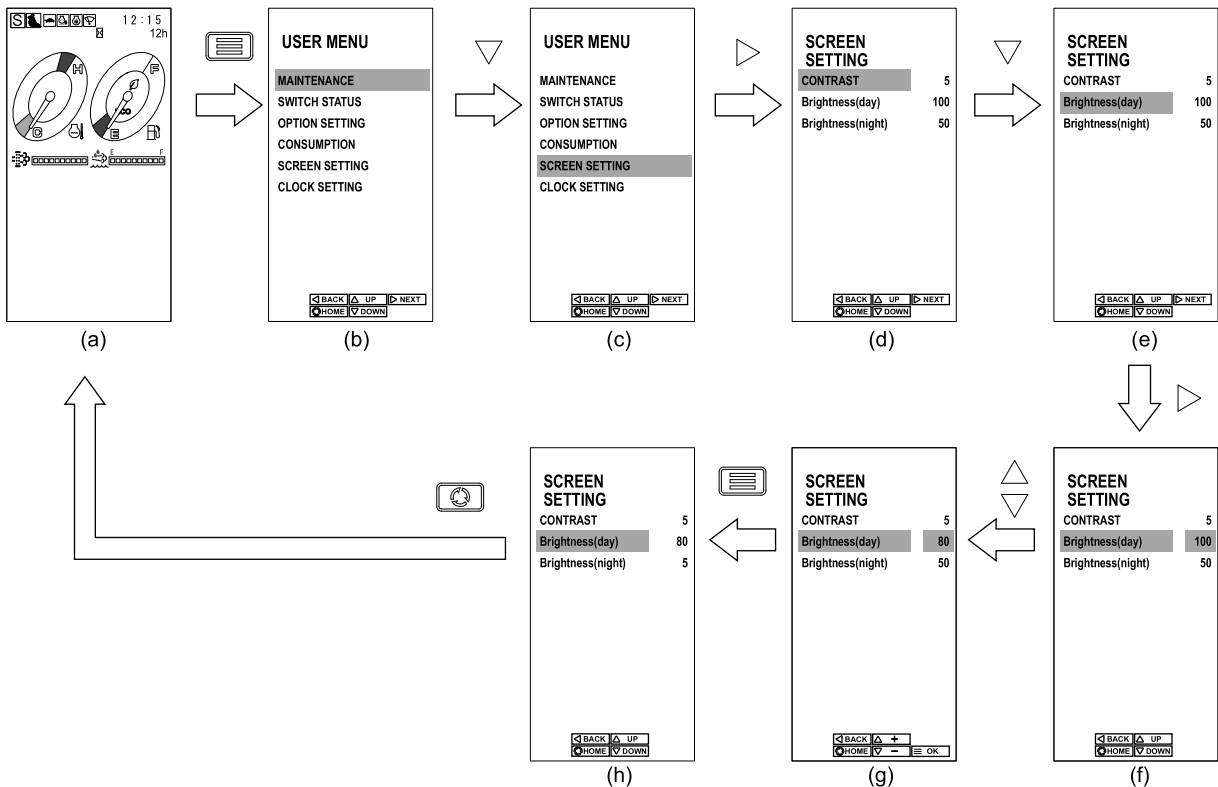 S 12:15
12h
H F
eco
C E
E F
(a)
USER MENU
MAINTENANCE
SWITCH STATUS
OPTION SETTING
CONSUMPTION
SCREEN SETTING
CLOCK SETTING
BACK UP NEXT
HOME DOWN
(b)
USER MENU
MAINTENANCE
SWITCH STATUS
OPTION SETTING
CONSUMPTION
SCREEN SETTING
CLOCK SETTING
BACK UP NEXT
HOME DOWN
(c)
SCREEN
SETTING
CONTRAST 5
Brightness(day) 100
Brightness(night) 50
BACK UP NEXT
HOME DOWN
(d)
SCREEN
SETTING
CONTRAST 5
Brightness(day) 100
Brightness(night) 50
BACK UP NEXT
HOME DOWN
(e)
SCREEN
SETTING
CONTRAST 5
Brightness(day) 100
Brightness(night) 50
BACK UP
HOME DOWN
(f)
SCREEN
SETTING
CONTRAST 5
Brightness(day) 80
Brightness(night) 50
BACK +
HOME − OK
(g)
SCREEN
SETTING
CONTRAST 5
Brightness(day) 80
Brightness(night) 5
BACK UP
HOME DOWN
(h)